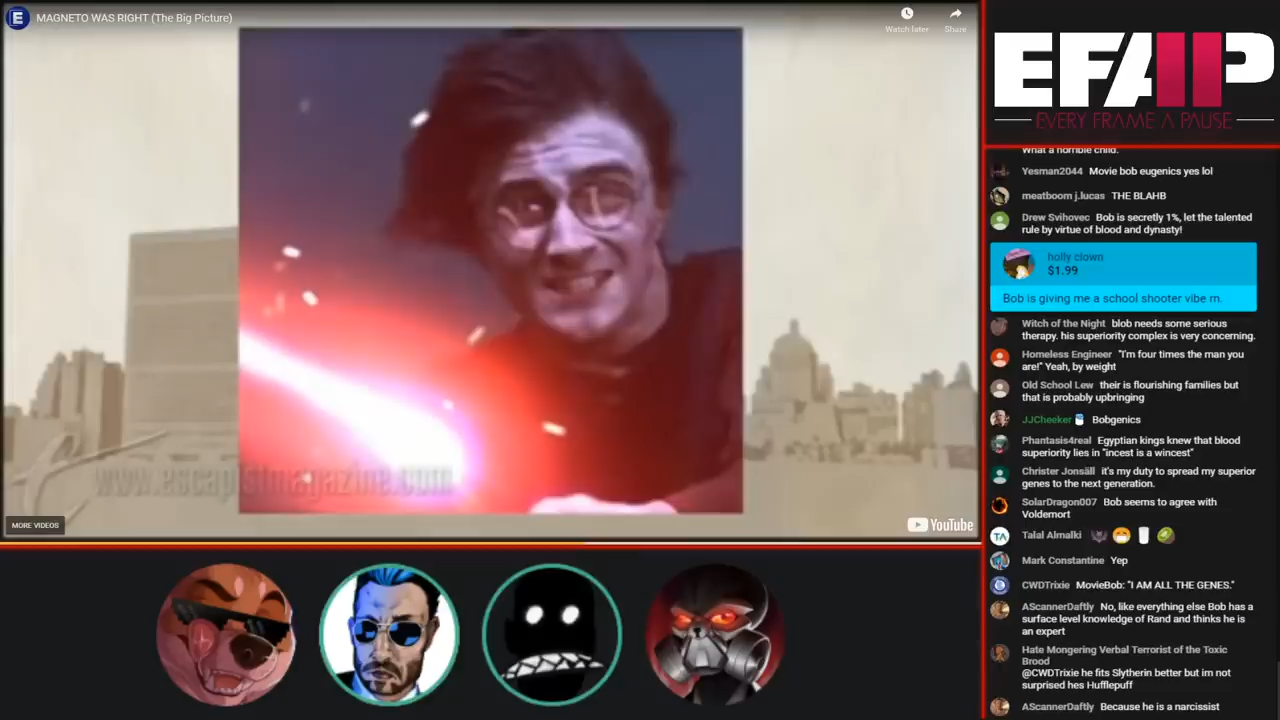 E
MAGNETO WAS RIGHT (The Big Picture)
Watch later
Share
www.escapistmagazine.com
MORE VIDEOS
YouTube
EFAP
EVERY FRAME A PAUSE
What a horrible child.
Yesman2044 Movie bob eugenics yes lol
meatboom j.lucas THE BLAHB
Drew Svihovec Bob is secretly 1%, let the talented
rule by virtue of blood and dynasty!
holly clown
$1.99
Bob is giving me a school shooter vibe rn.
Witch of the Night blob needs some serious
therapy. his superiority complex is very concerning.
Homeless Engineer "I'm four times the man you
are!" Yeah, by weight
Old School Lew their is flourishing families but
that is probably upbringing
JJCheeker Bobgenics
Phantasis4real Egyptian kings knew that blood
superiority lies in "incest is a wincest"
Christer Jonsäll it's my duty to spread my superior
genes to the next generation.
SolarDragon007 Bob seems to agree with
Voldemort
TA
Talal Almalki
Mark Constantine Yep
CWDTrixie MovieBob: "I AM ALL THE GENES."
AScannerDaftly No, like everything else Bob has a
surface level knowledge of Rand and thinks he is
an expert
Hate Mongering Verbal Terrorist of the Toxic
Brood
@CWDTrixie he fits Slytherin better but im not
surprised hes Hufflepuff
AScannerDaftly Because he is a narcissist